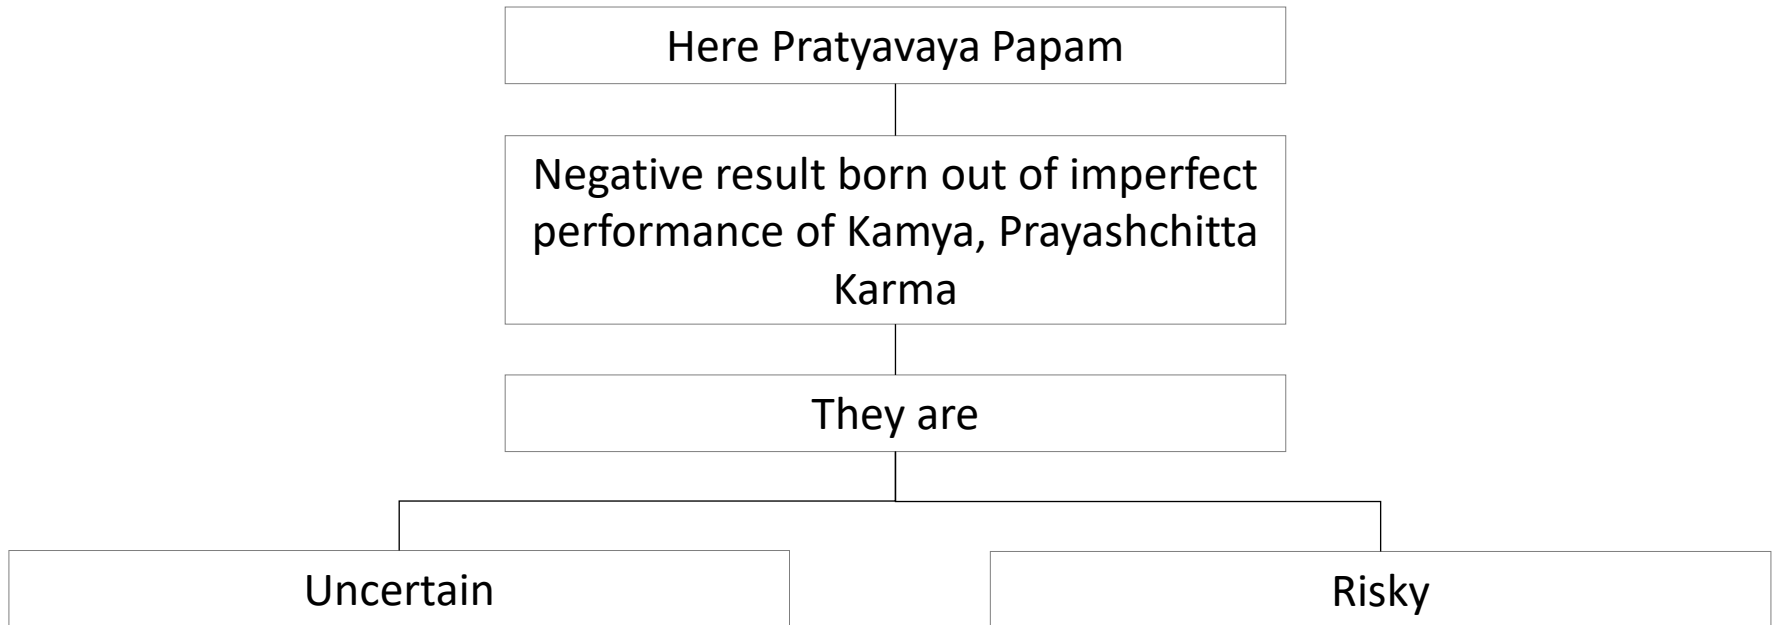 Here Pratyavaya Papam
Negative result born out of imperfect
performance of Kamya, Prayashchitta
Karma
They are
Uncertain
Risky